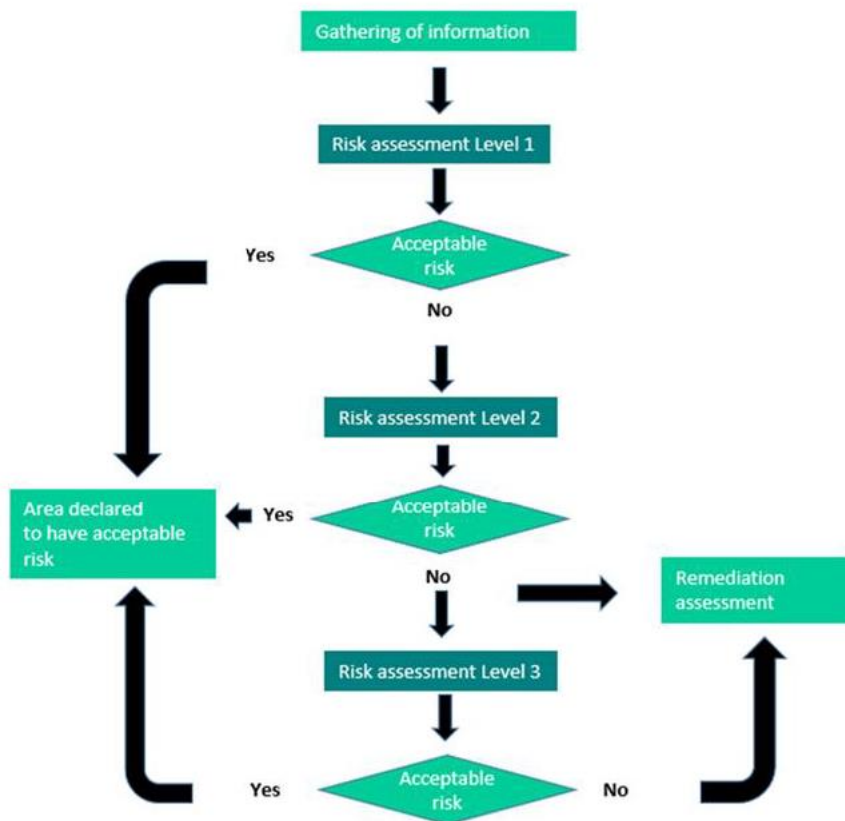 Gathering of information
Risk assessment Level 1
Acceptable
risk
Yes
No
Risk assessment Level 2
Acceptable
risk
Yes
Area declared
to have acceptable
risk
No
Remediation
assessment
Risk assessment Level 3
Acceptable
risk
Yes
No